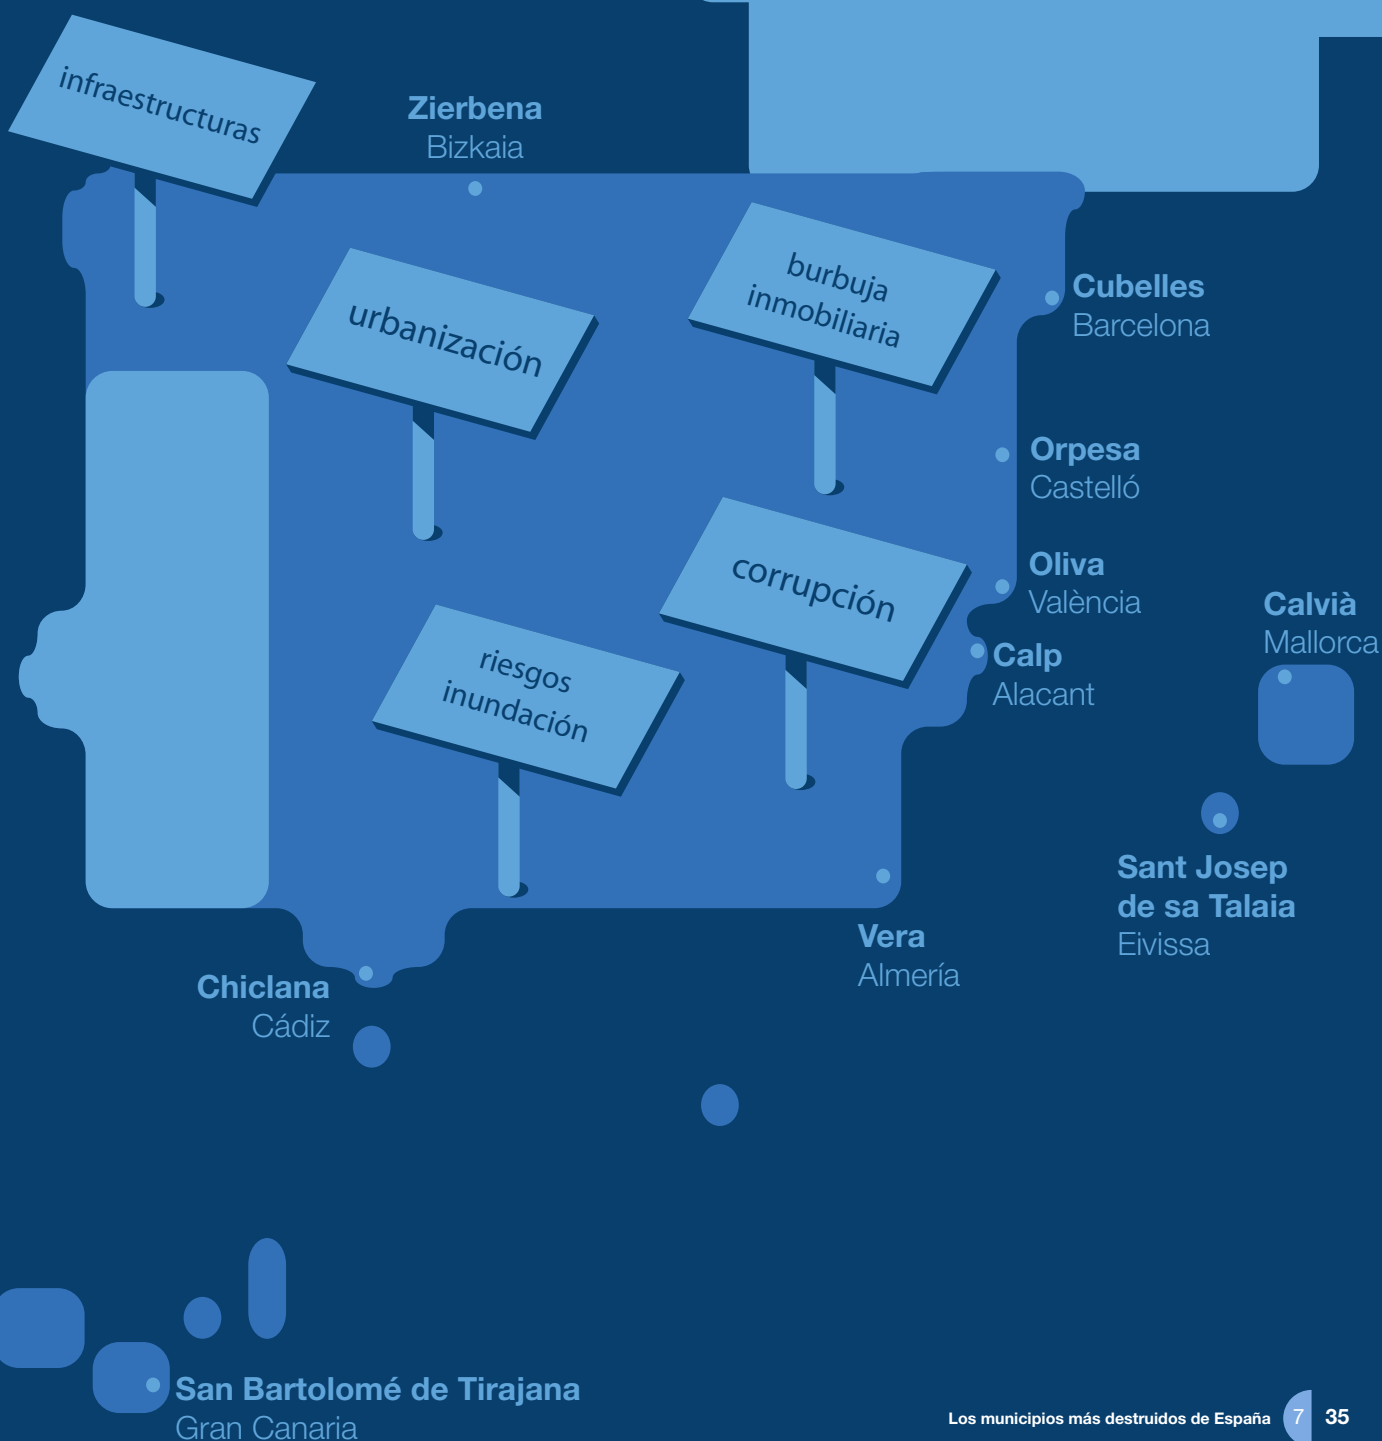 infraestructuras
Zierbena
Bizkaia
burbuja
inmobiliaria
urbanización
Cubelles
Barcelona
Orpesa
Castelló
corrupción
Oliva
València
Calvià
Mallorca
riesgos
inundación
Calp
Alacant
Sant Josep
de sa Talaia
Eivissa
Vera
Almería
Chiclana
Cádiz
San Bartolomé de Tirajana
Gran Canaria
Los municipios más destruidos de España 7 35